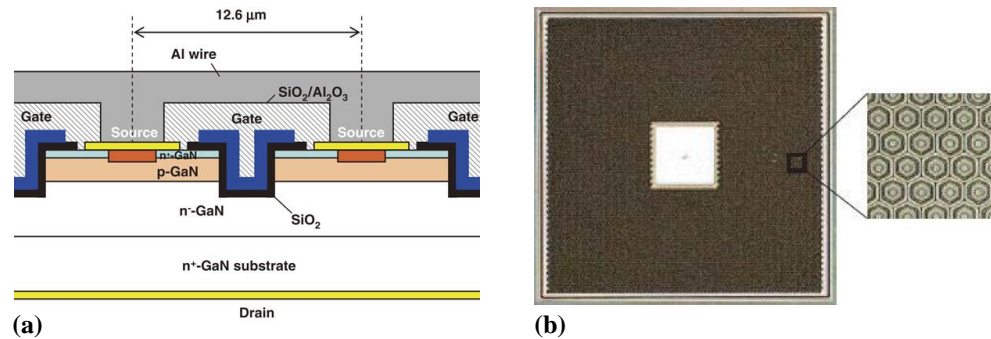 12.6 μm
Al wire
SiO₂/Al₂O₃
Gate
Source
Gate
Source
Gate
n⁺-GaN
p-GaN
n⁻-GaN
SiO₂
n⁺-GaN substrate
Drain
(a)
(b)